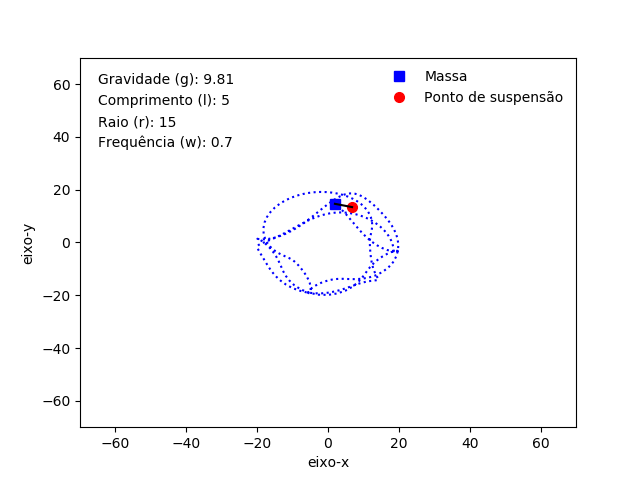 Gravidade (g): 9.81
Comprimento (l): 5
Raio (r): 15
Frequência (w): 0.7
Massa
Ponto de suspensão
60
40
20
0
−20
−40
−60
eixo-y
−60 −40 −20 0 20 40 60
eixo-x